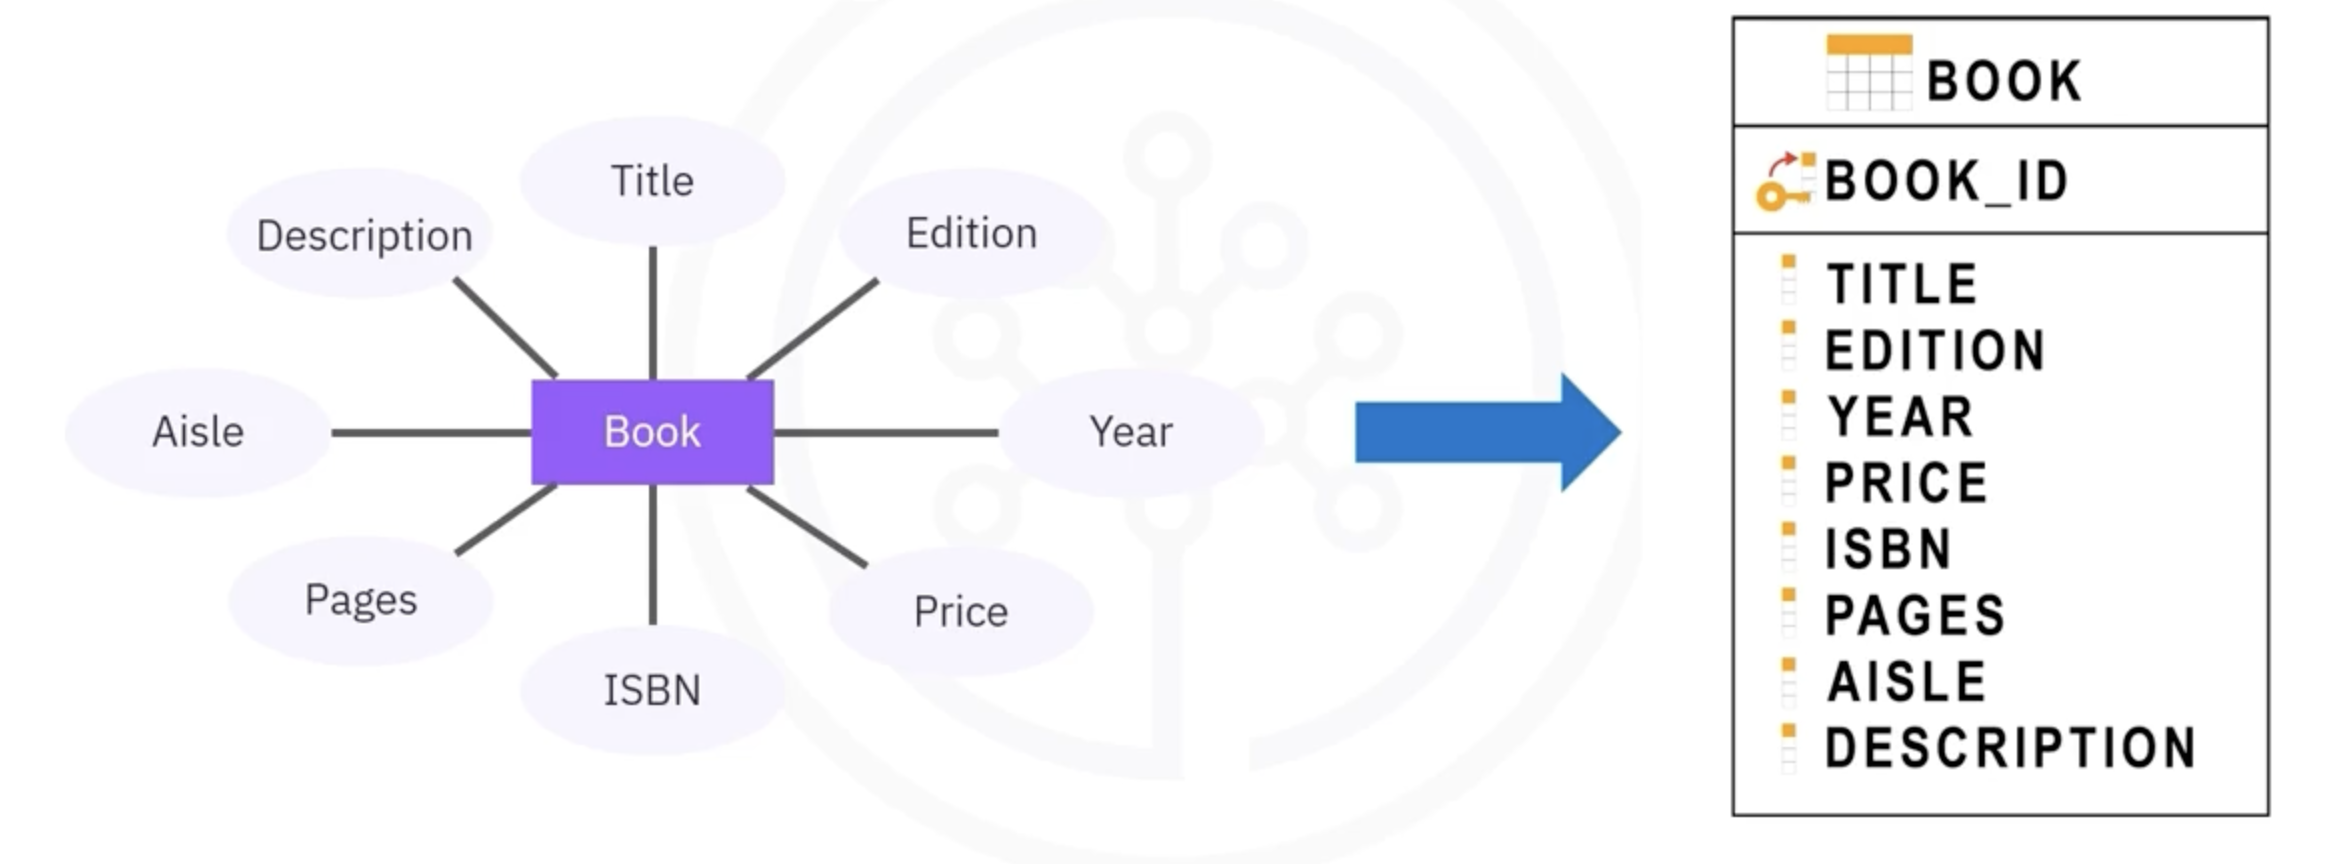 Title
Description
Edition
Aisle
Book
Year
Pages
Price
ISBN
BOOK
BOOK_ID
TITLE
EDITION
YEAR
PRICE
ISBN
PAGES
AISLE
DESCRIPTION